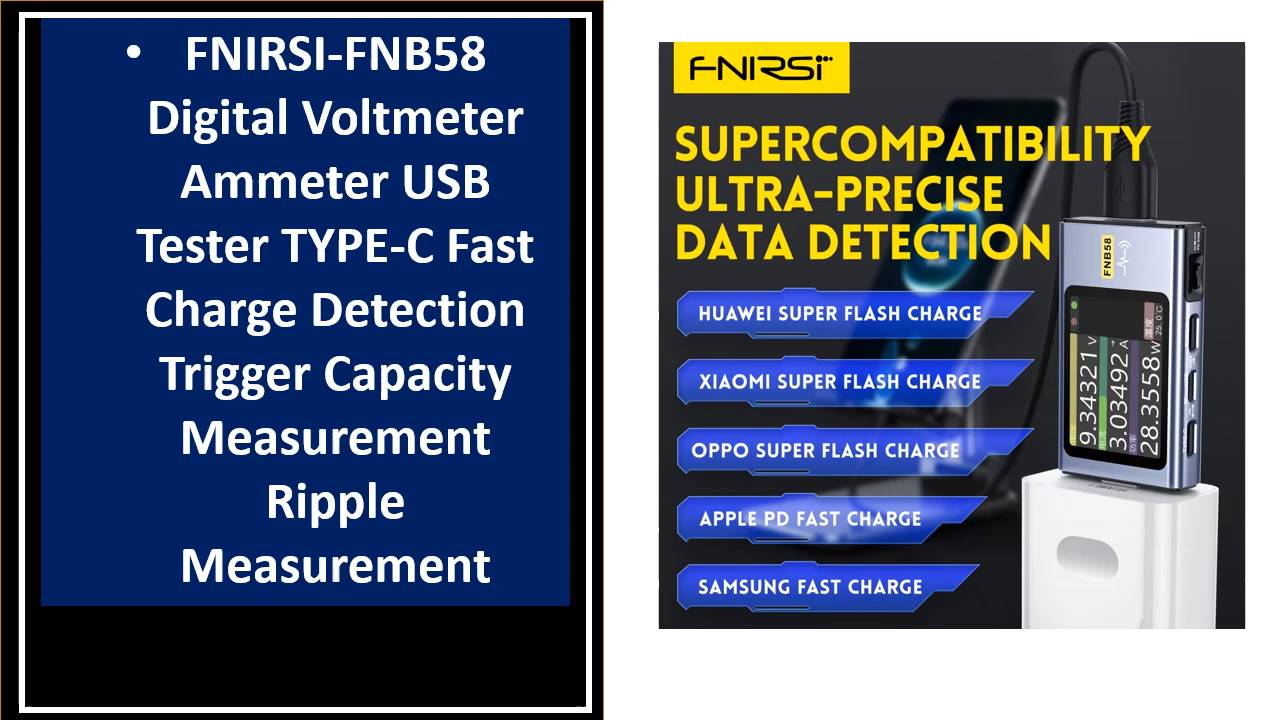 • FNIRSI-FNB58
Digital Voltmeter
Ammeter USB
Tester TYPE-C Fast
Charge Detection
Trigger Capacity
Measurement
Ripple
Measurement
FNIRSI
SUPERCOMPATIBILITY
ULTRA-PRECISE
DATA DETECTION
HUAWEI SUPER FLASH CHARGE
XIAOMI SUPER FLASH CHARGE
OPPO SUPER FLASH CHARGE
APPLE PD FAST CHARGE
SAMSUNG FAST CHARGE
FNB58
9.34321 V
3.03492 A
28.3558 W
25.0℃